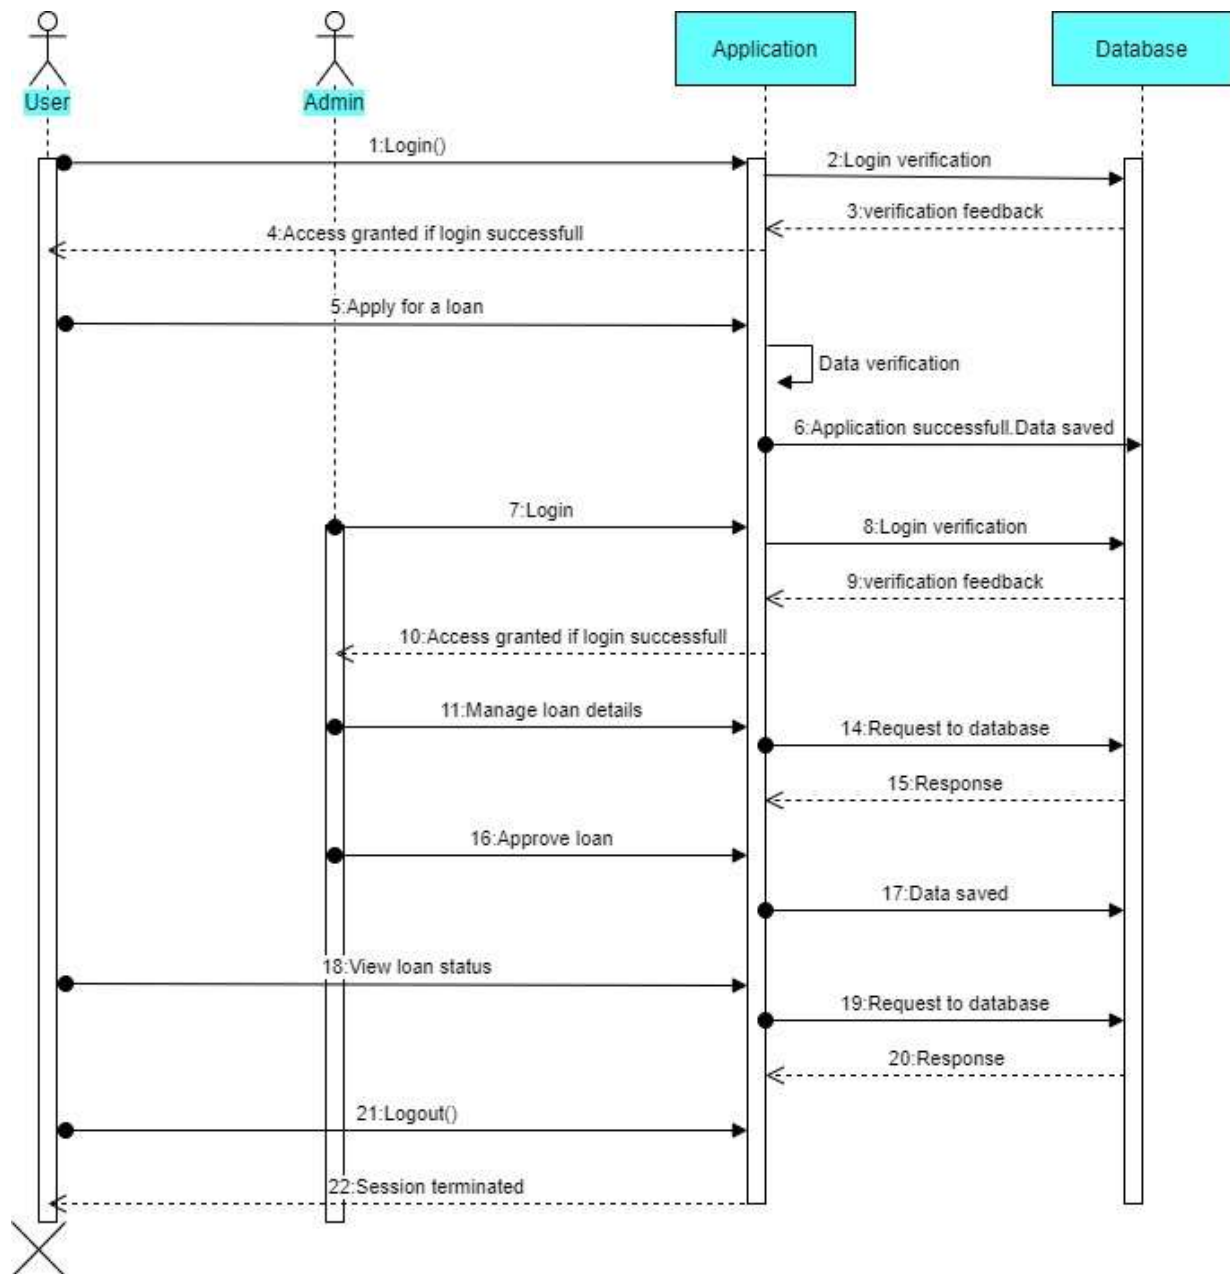 User
Admin
Application
Database
1:Login()
2:Login verification
3:verification feedback
4:Access granted if login successfull
5:Apply for a loan
Data verification
6:Application successfull.Data saved
7:Login
8:Login verification
9:verification feedback
10:Access granted if login successfull
11:Manage loan details
14:Request to database
15:Response
16:Approve loan
17:Data saved
18:View loan status
19:Request to database
20:Response
21:Logout()
22:Session terminated